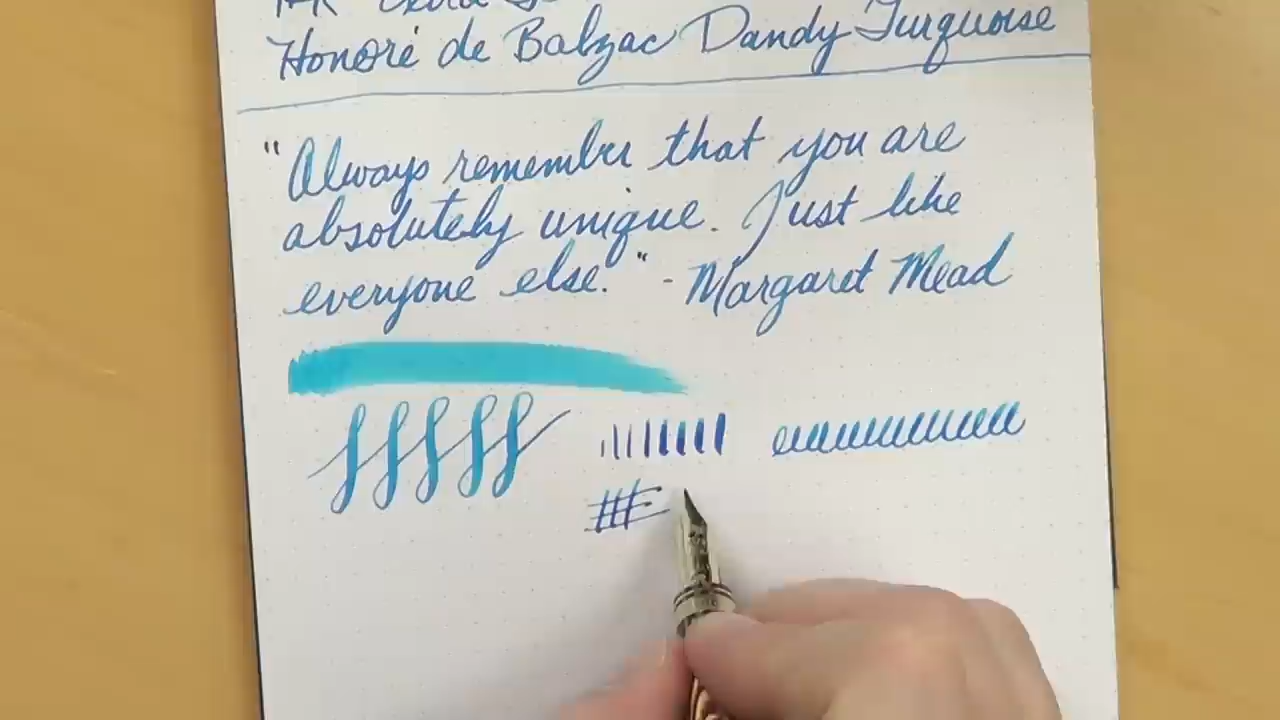 Honoré de Balzac Dandy Turquoise
"Always remember that you are
absolutely unique. Just like
everyone else." - Margaret Mead